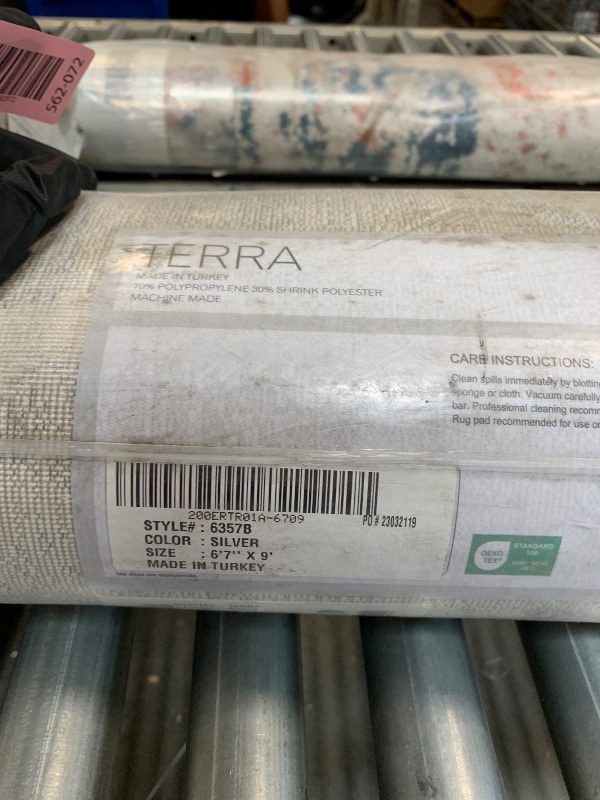 562-072
TERRA
MADE IN TURKEY
70% POLYPROPYLENE 30% SHRINK POLYESTER
MACHINE MADE
CARE INSTRUCTIONS:
Clean spills immediately by blotting
sponge or cloth. Vacuum carefully
bar. Professional cleaning
Rug pad recommended for use
200ERTR01A-6709
PO # 23032119
STYLE# : 6357B
COLOR : SILVER
SIZE : 6'7'' X 9'
MADE IN TURKEY
OEKO-
TEX®
STANDARD
100
TERRA